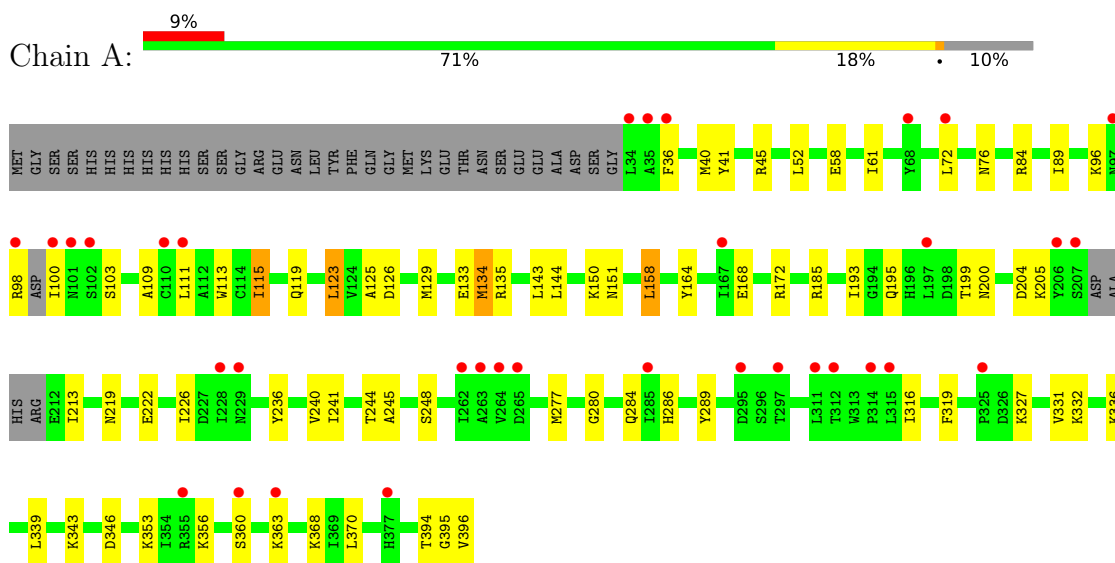 9%
Chain A:
71% 18% • 10%
MET GLY SER SER HIS HIS HIS HIS HIS HIS SER SER GLY ARG GLU ASN LEU TYR PHE GLN GLY MET LYS GLU THR ASN SER GLU GLU ALA ASP SER GLY L34 A35 F36 M40 Y41 R45 L52 E58 I61 Y68 L72 N76 R84 I89 K96 N97
R98 ASP I100 N101 S102 S103 A109 C110 L111 A112 W113 C114 I115 Q119 L123 V124 A125 D126 M129 E133 M134 R135 L143 L144 K150 N151 L158 Y164 I167 E168 R172 R185 I193 G194 Q195 H196 L197 D198 T199 N200 D204 K205 Y206 S207 ASP ALA
HIS ARG E212 I213 N219 E222 I226 D227 I228 N229 Y236 V240 I241 T244 A245 S248 I262 A263 V264 D265 M277 G280 Q284 I285 H286 Y289 D295 S296 T297 L311 T312 W313 P314 L315 I316 F319 P325 D326 K327 V331 K332 K336
L339 K343 D346 K353 I354 R355 K356 S360 K363 K368 I369 L370 H377 T394 G395 V396